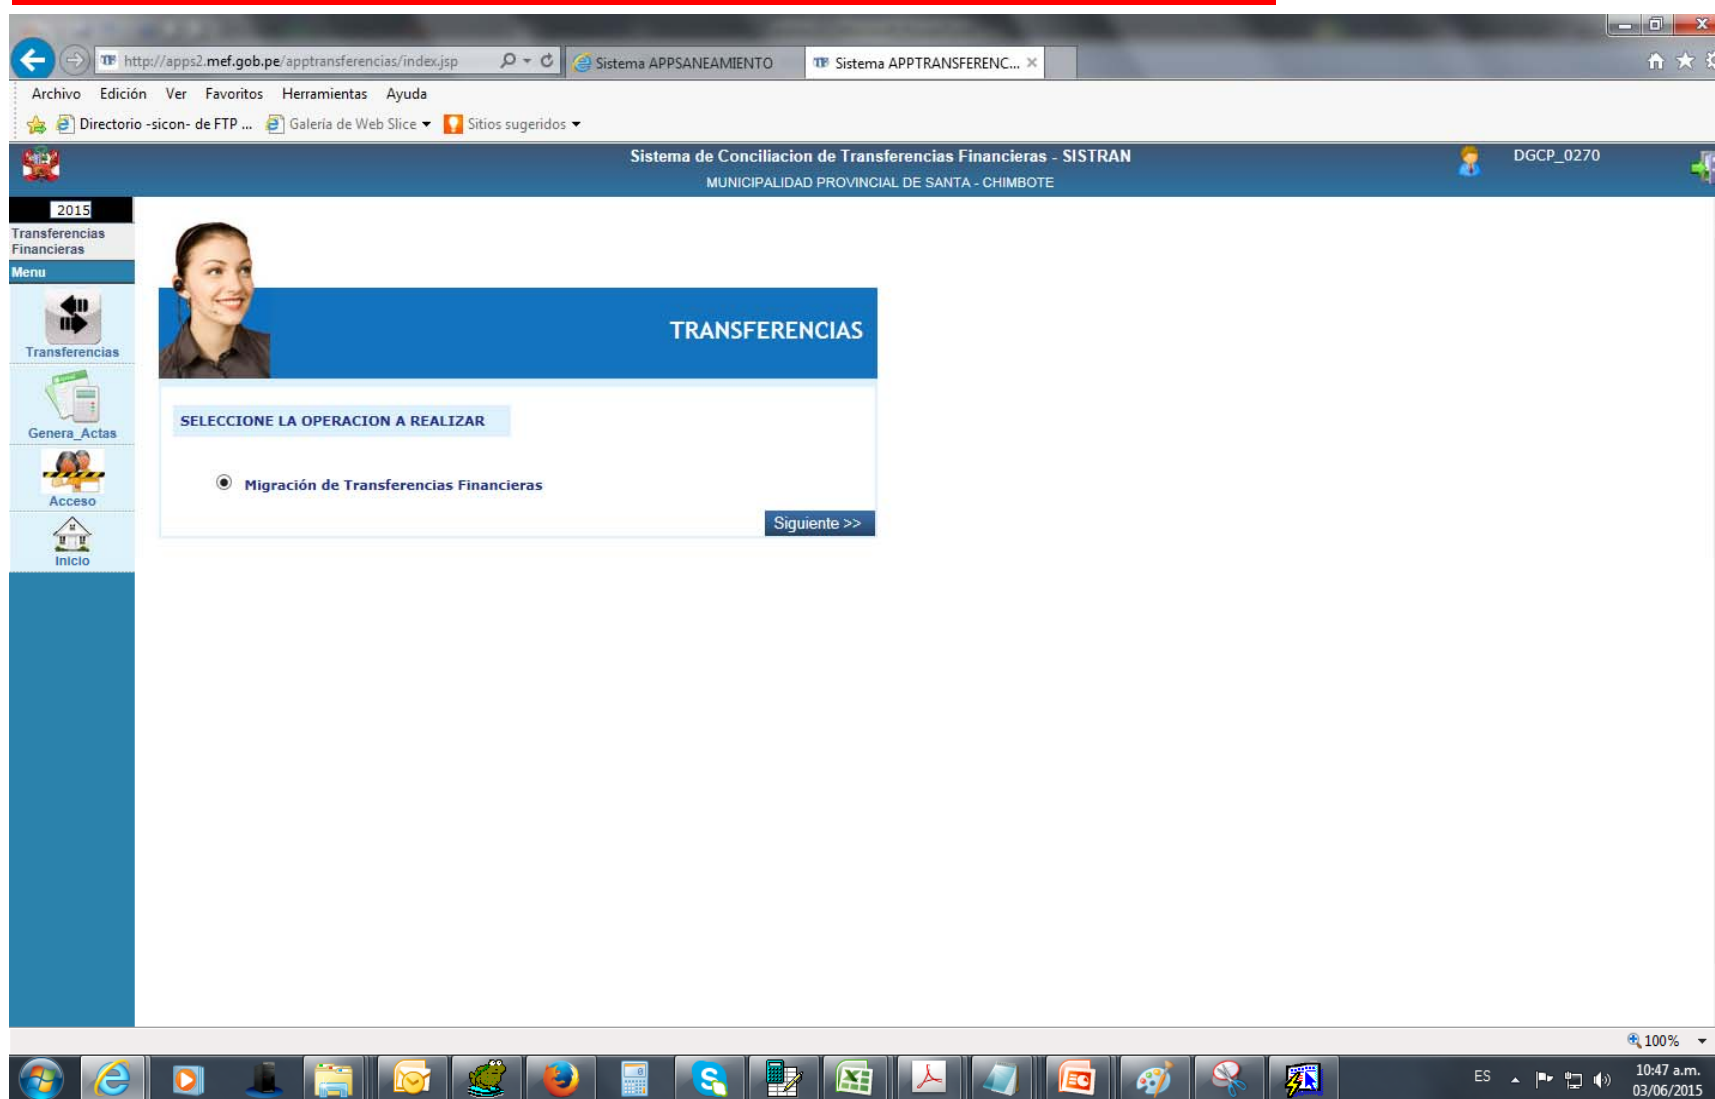 http://apps2.mef.gob.pe/apptransferencias/index.jsp
Sistema APPSANEAMIENTO
Sistema APPTRANSFERENC...
Archivo Edición Ver Favoritos Herramientas Ayuda
Directorio -sicon- de FTP ... Galería de Web Slice Sitios sugeridos
Sistema de Conciliacion de Transferencias Financieras - SISTRAN
MUNICIPALIDAD PROVINCIAL DE SANTA - CHIMBOTE
DGCP_0270
2015
Transferencias
Financieras
Menu
Transferencias
Genera_Actas
Acceso
Inicio
TRANSFERENCIAS
SELECCIONE LA OPERACION A REALIZAR
Migración de Transferencias Financieras
Siguiente >>
100%
ES
10:47 a.m.
03/06/2015